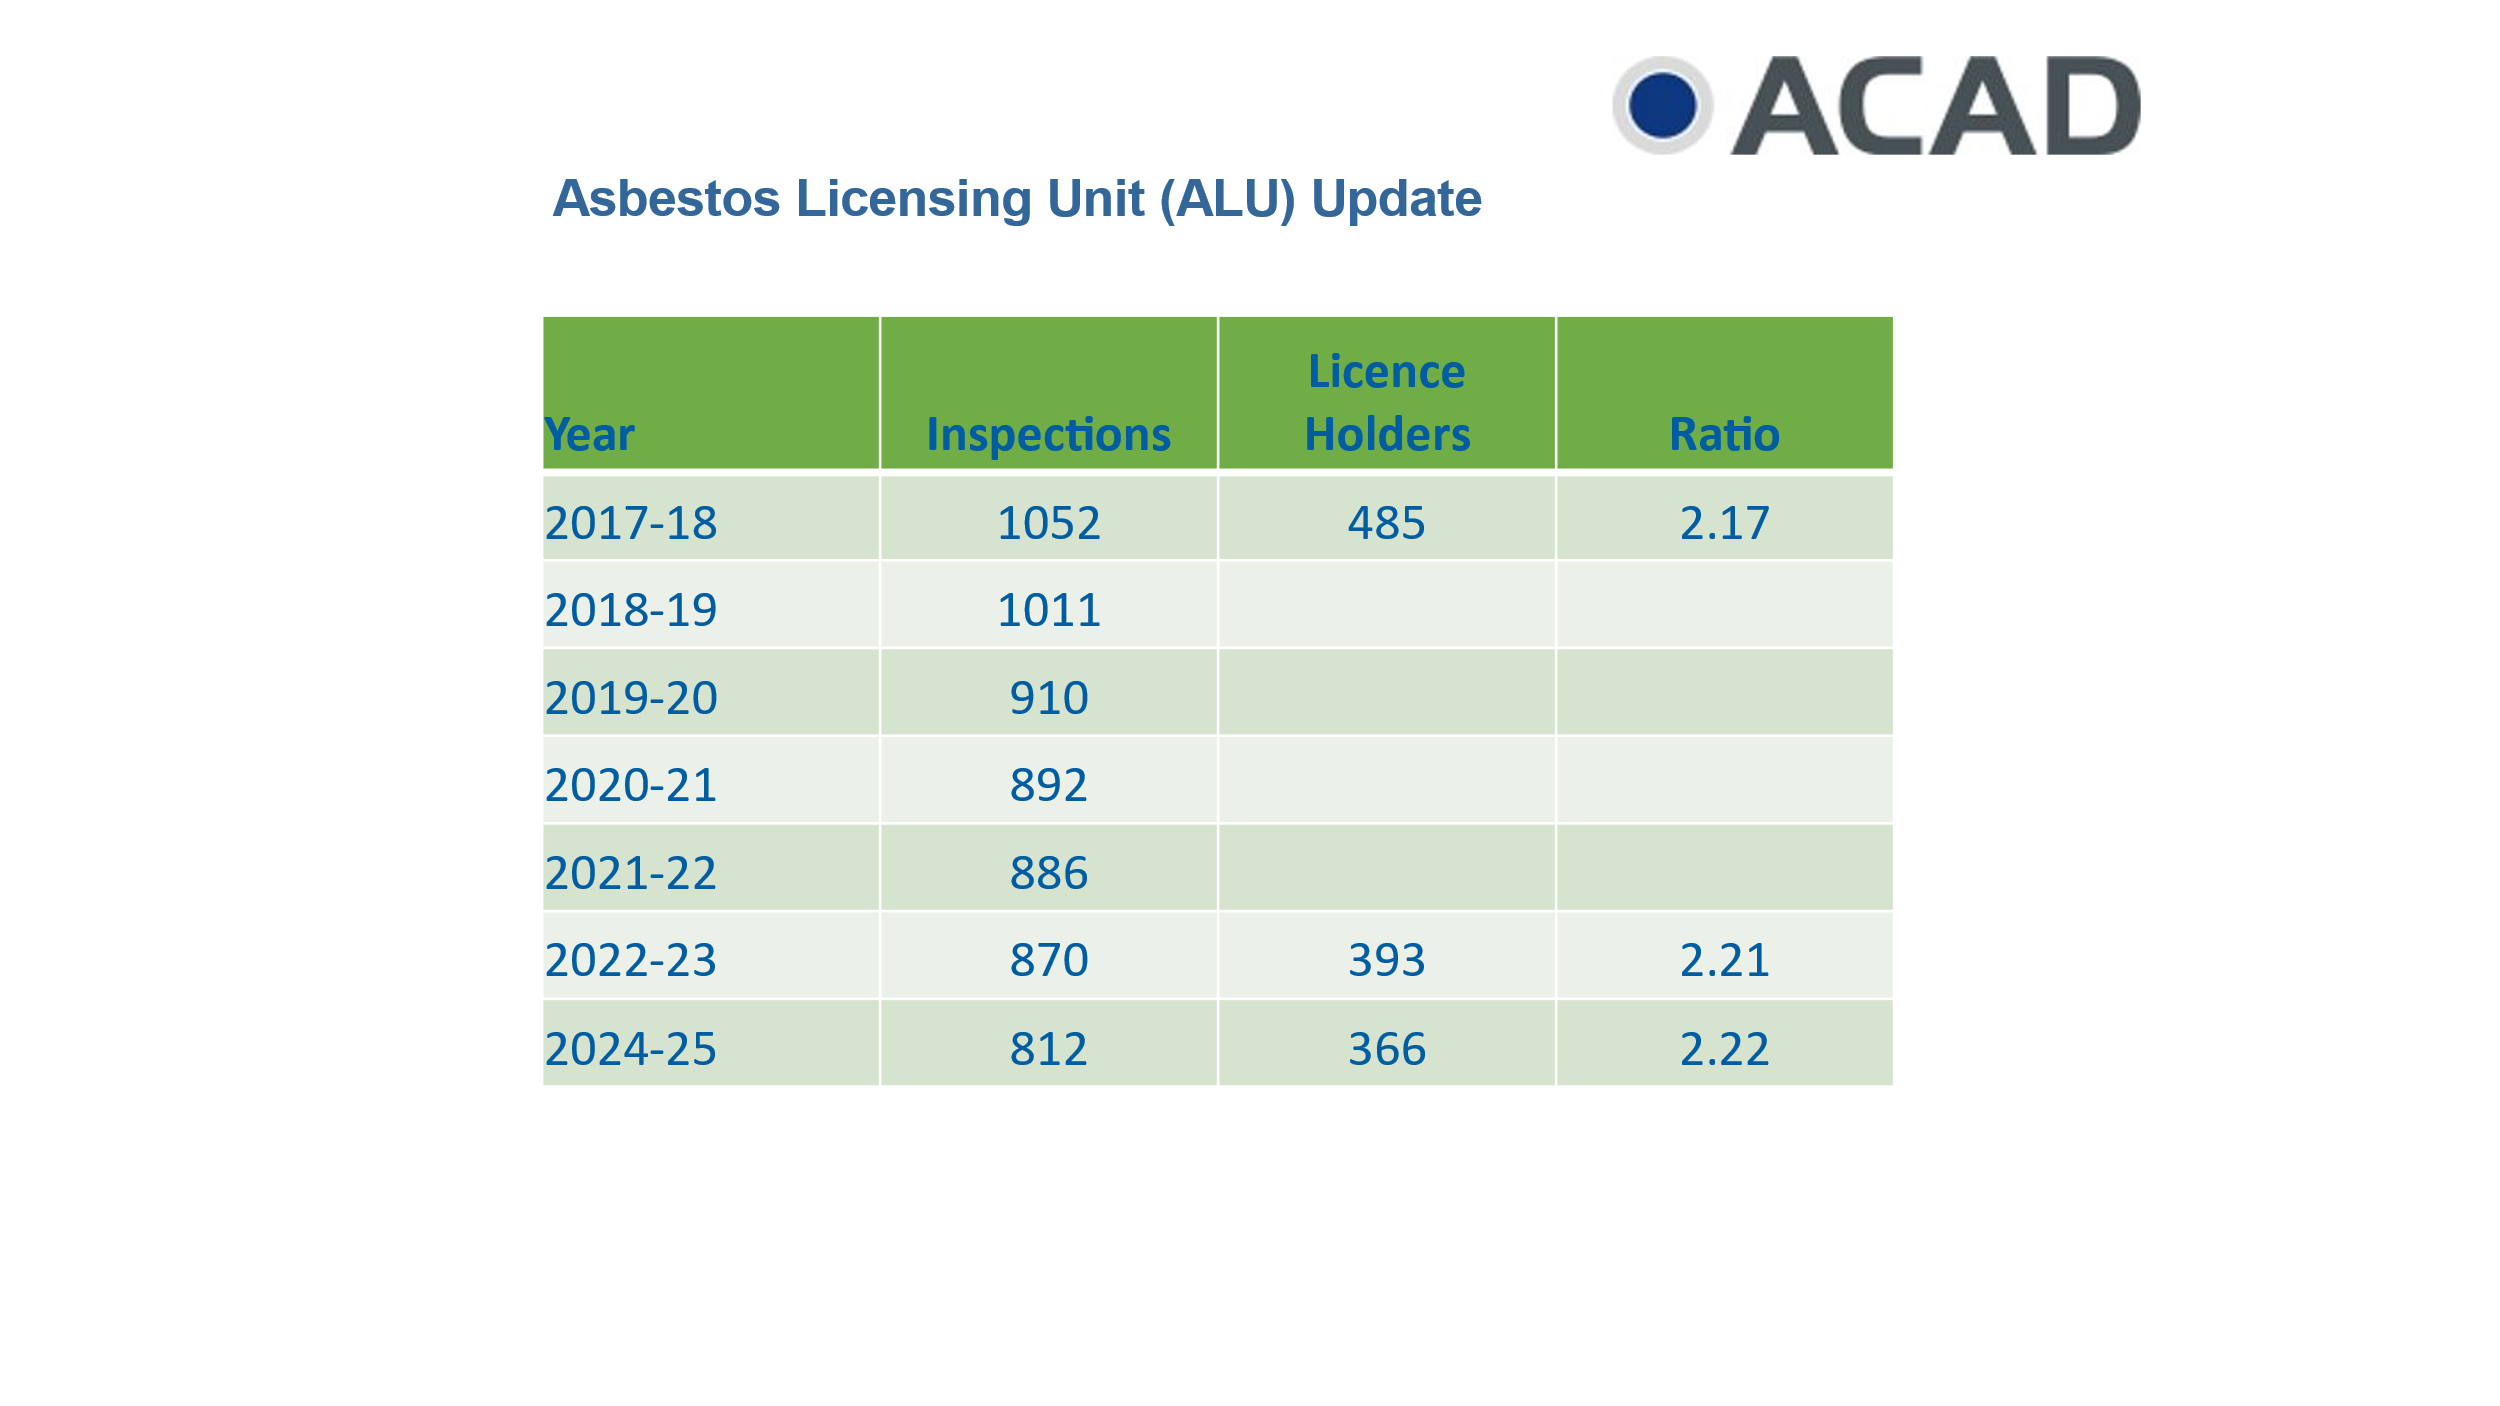 ACAD
Asbestos Licensing Unit (ALU) Update
Year Inspections Licence Holders Ratio
2017-18 1052 485 2.17
2018-19 1011
2019-20 910
2020-21 892
2021-22 886
2022-23 870 393 2.21
2024-25 812 366 2.22